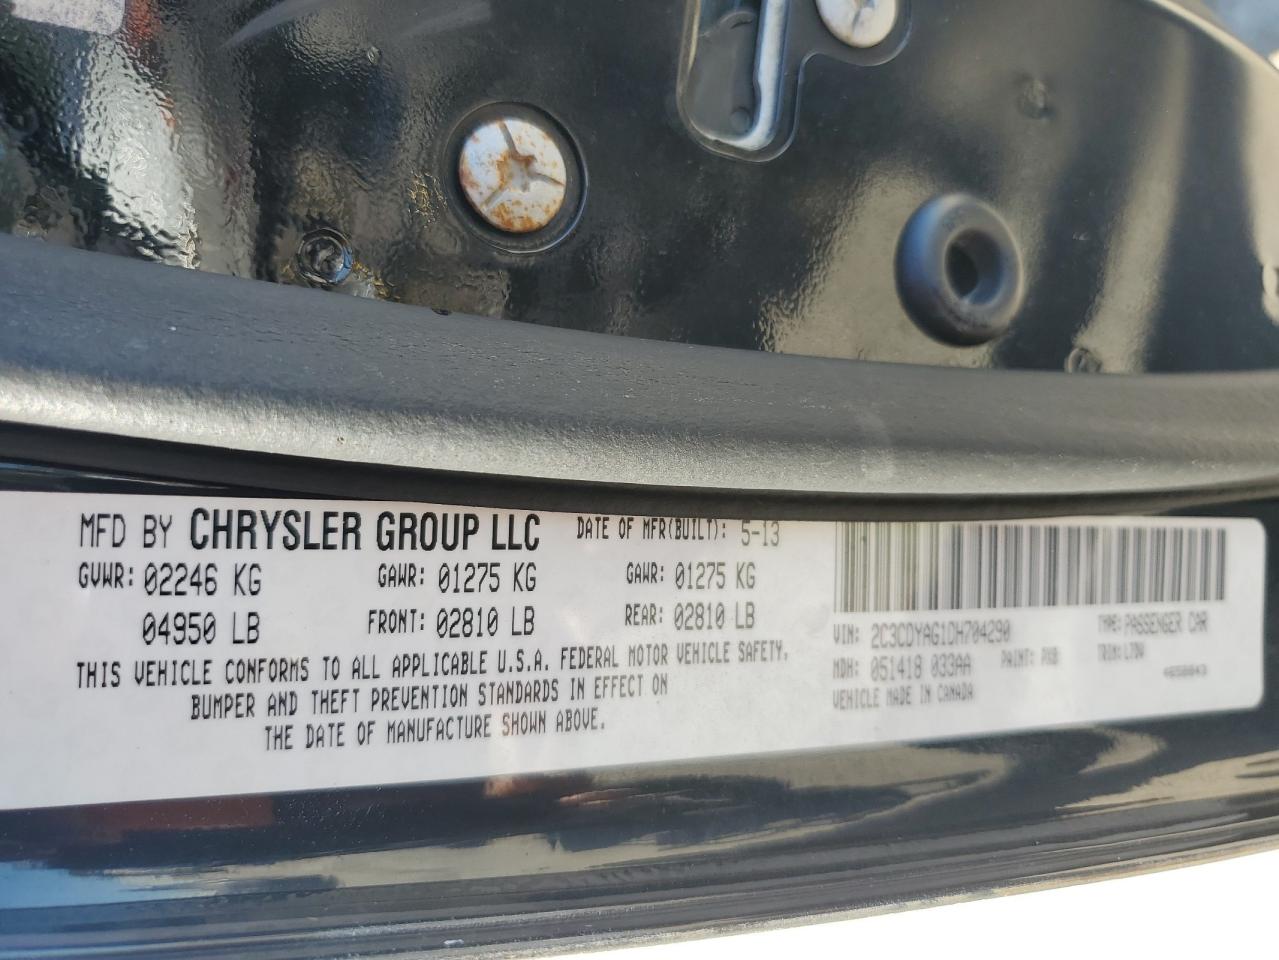 MFD BY CHRYSLER GROUP LLC DATE OF MFR(BUILT): 5-13
GVWR: 02246 KG GAWR: 01275 KG GAWR: 01275 KG
04950 LB FRONT: 02810 LB REAR: 02810 LB
THIS VEHICLE CONFORMS TO ALL APPLICABLE U.S.A. FEDERAL MOTOR VEHICLE SAFETY,
BUMPER AND THEFT PREVENTION STANDARDS IN EFFECT ON
THE DATE OF MANUFACTURE SHOWN ABOVE.
VIN: 2C3CDYAG1DH704290 TYPE: PASSENGER CAR
MDH: 051418 033AA PAINT: PXB TRIM:
VEHICLE MADE IN CANADA